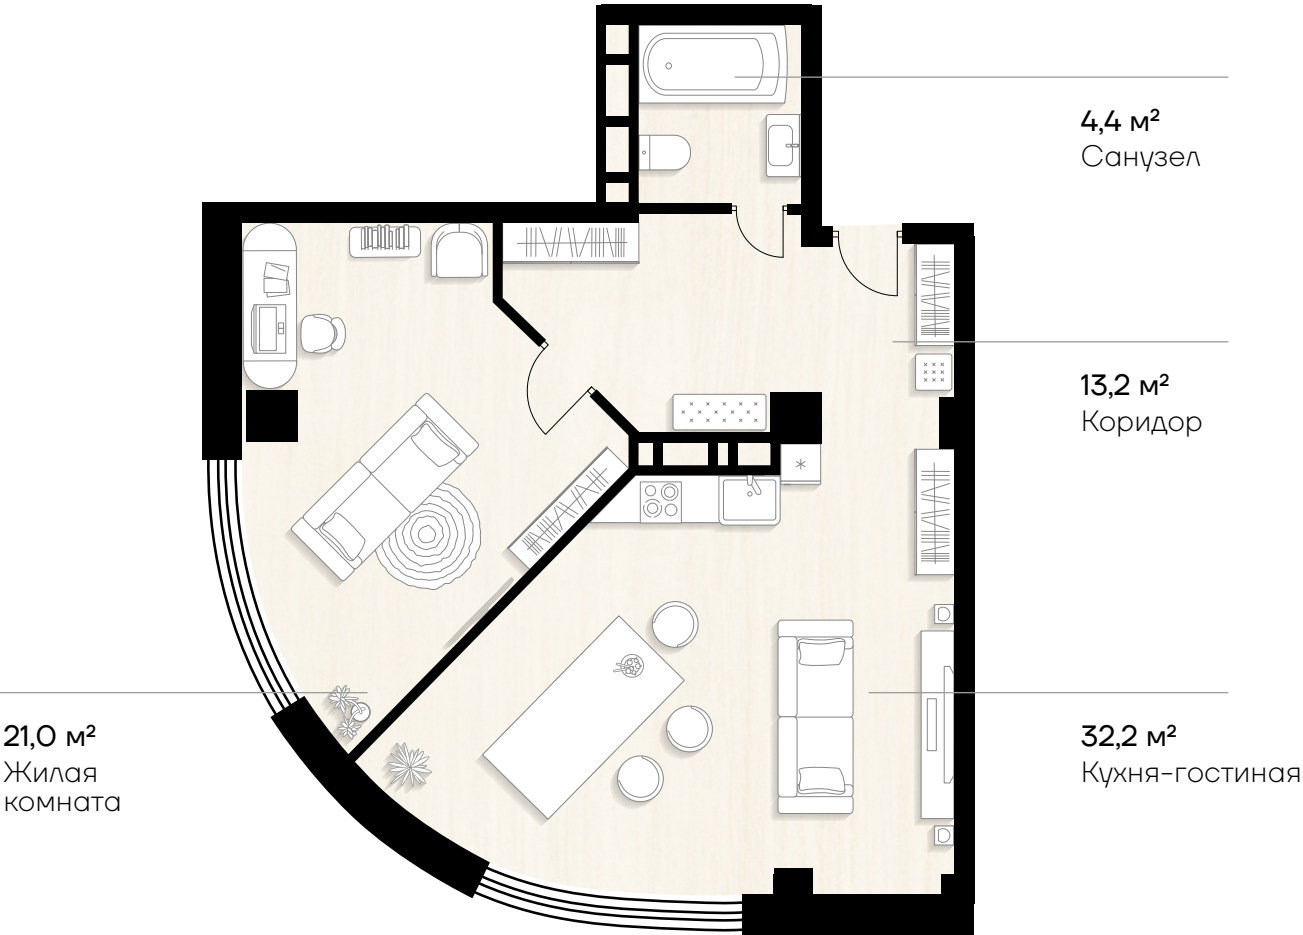 4,4 м²
Санузел
13,2 м²
Коридор
21,0 м²
Жилая
комната
32,2 м²
Кухня-гостиная